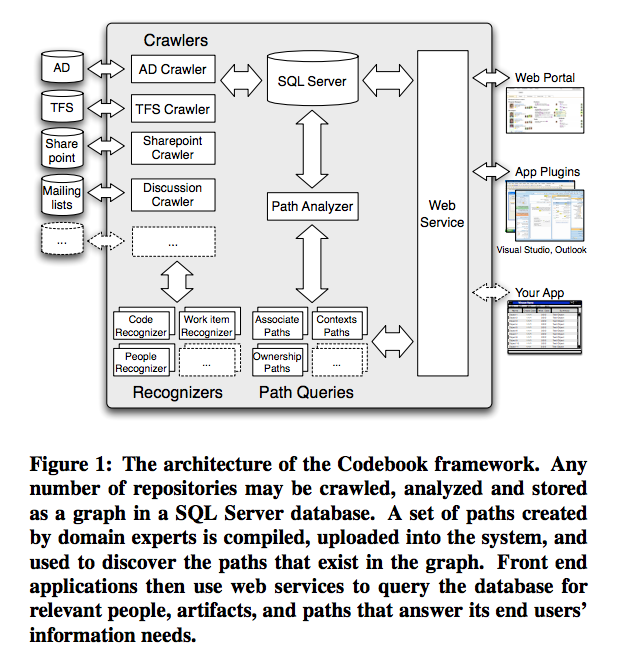 Crawlers
AD
AD Crawler
SQL Server
Web Portal
TFS
TFS Crawler
Share
point
Sharepoint
Crawler
App Plugins
Mailing
lists
Discussion
Crawler
Path Analyzer
Web
Service
Visual Studio, Outlook
...
...
Your App
Code
Recognizer
Work item
Recognizer
Associate
Paths
Contexts
Paths
People
Recognizer
...
Ownership
Paths
...
Recognizers
Path Queries
Figure 1: The architecture of the Codebook framework. Any
number of repositories may be crawled, analyzed and stored
as a graph in a SQL Server database. A set of paths created
by domain experts is compiled, uploaded into the system, and
used to discover the paths that exist in the graph. Front end
applications then use web services to query the database for
relevant people, artifacts, and paths that answer its end users’
information needs.